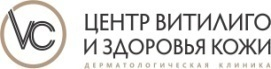 VC
ЦЕНТР ВИТИЛИГО
И ЗДОРОВЬЯ КОЖИ
ДЕРМАТОЛОГИЧЕСКАЯ КЛИНИКА